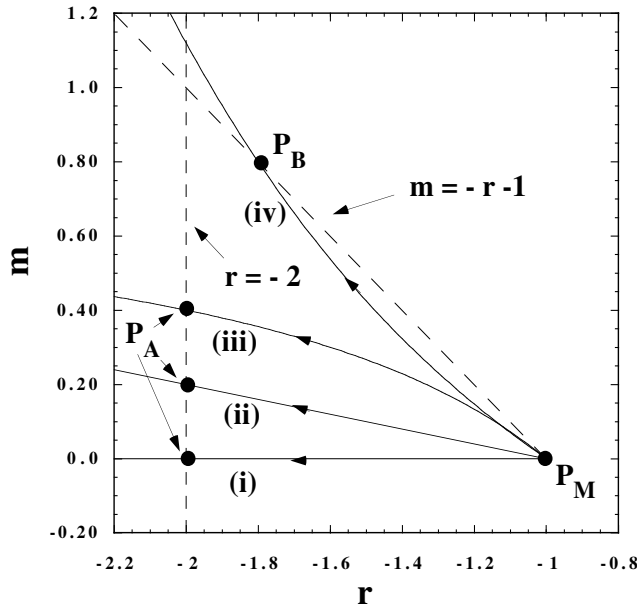 1.2
1.0
0.80
0.60
0.40
0.20
0.0
-0.20
m
P_B
m = - r -1
(iv)
r = - 2
P_A
(iii)
(ii)
(i)
P_M
-2.2 -2 -1.8 -1.6 -1.4 -1.2 -1 -0.8
r